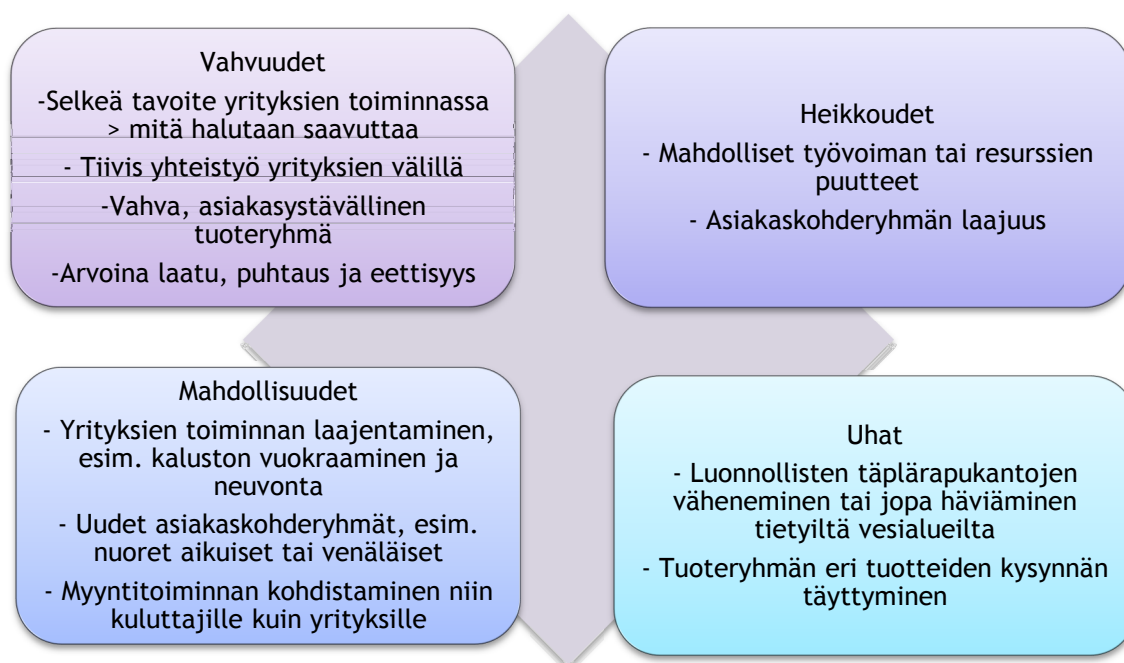 Vahvuudet
-Selkeä tavoite yrityksien toiminnassa
> mitä halutaan saavuttaa
- Tiivis yhteistyö yrityksien välillä
-Vahva, asiakasystävällinen
tuoteryhmä
-Arvoina laatu, puhtaus ja eettisyys
Heikkoudet
- Mahdolliset työvoiman tai resurssien
puutteet
- Asiakaskohderyhmän laajuus
Mahdollisuudet
- Yrityksien toiminnan laajentaminen,
esim. kaluston vuokraaminen ja
neuvonta
- Uudet asiakaskohderyhmät, esim.
nuoret aikuiset tai venäläiset
- Myyntitoiminnan kohdistaminen niin
kuluttajille kuin yrityksille
Uhat
- Luonnollisten täplärapukantojen
väheneminen tai jopa häviäminen
tietyiltä vesialueilta
- Tuoteryhmän eri tuotteiden kysynnän
täyttyminen